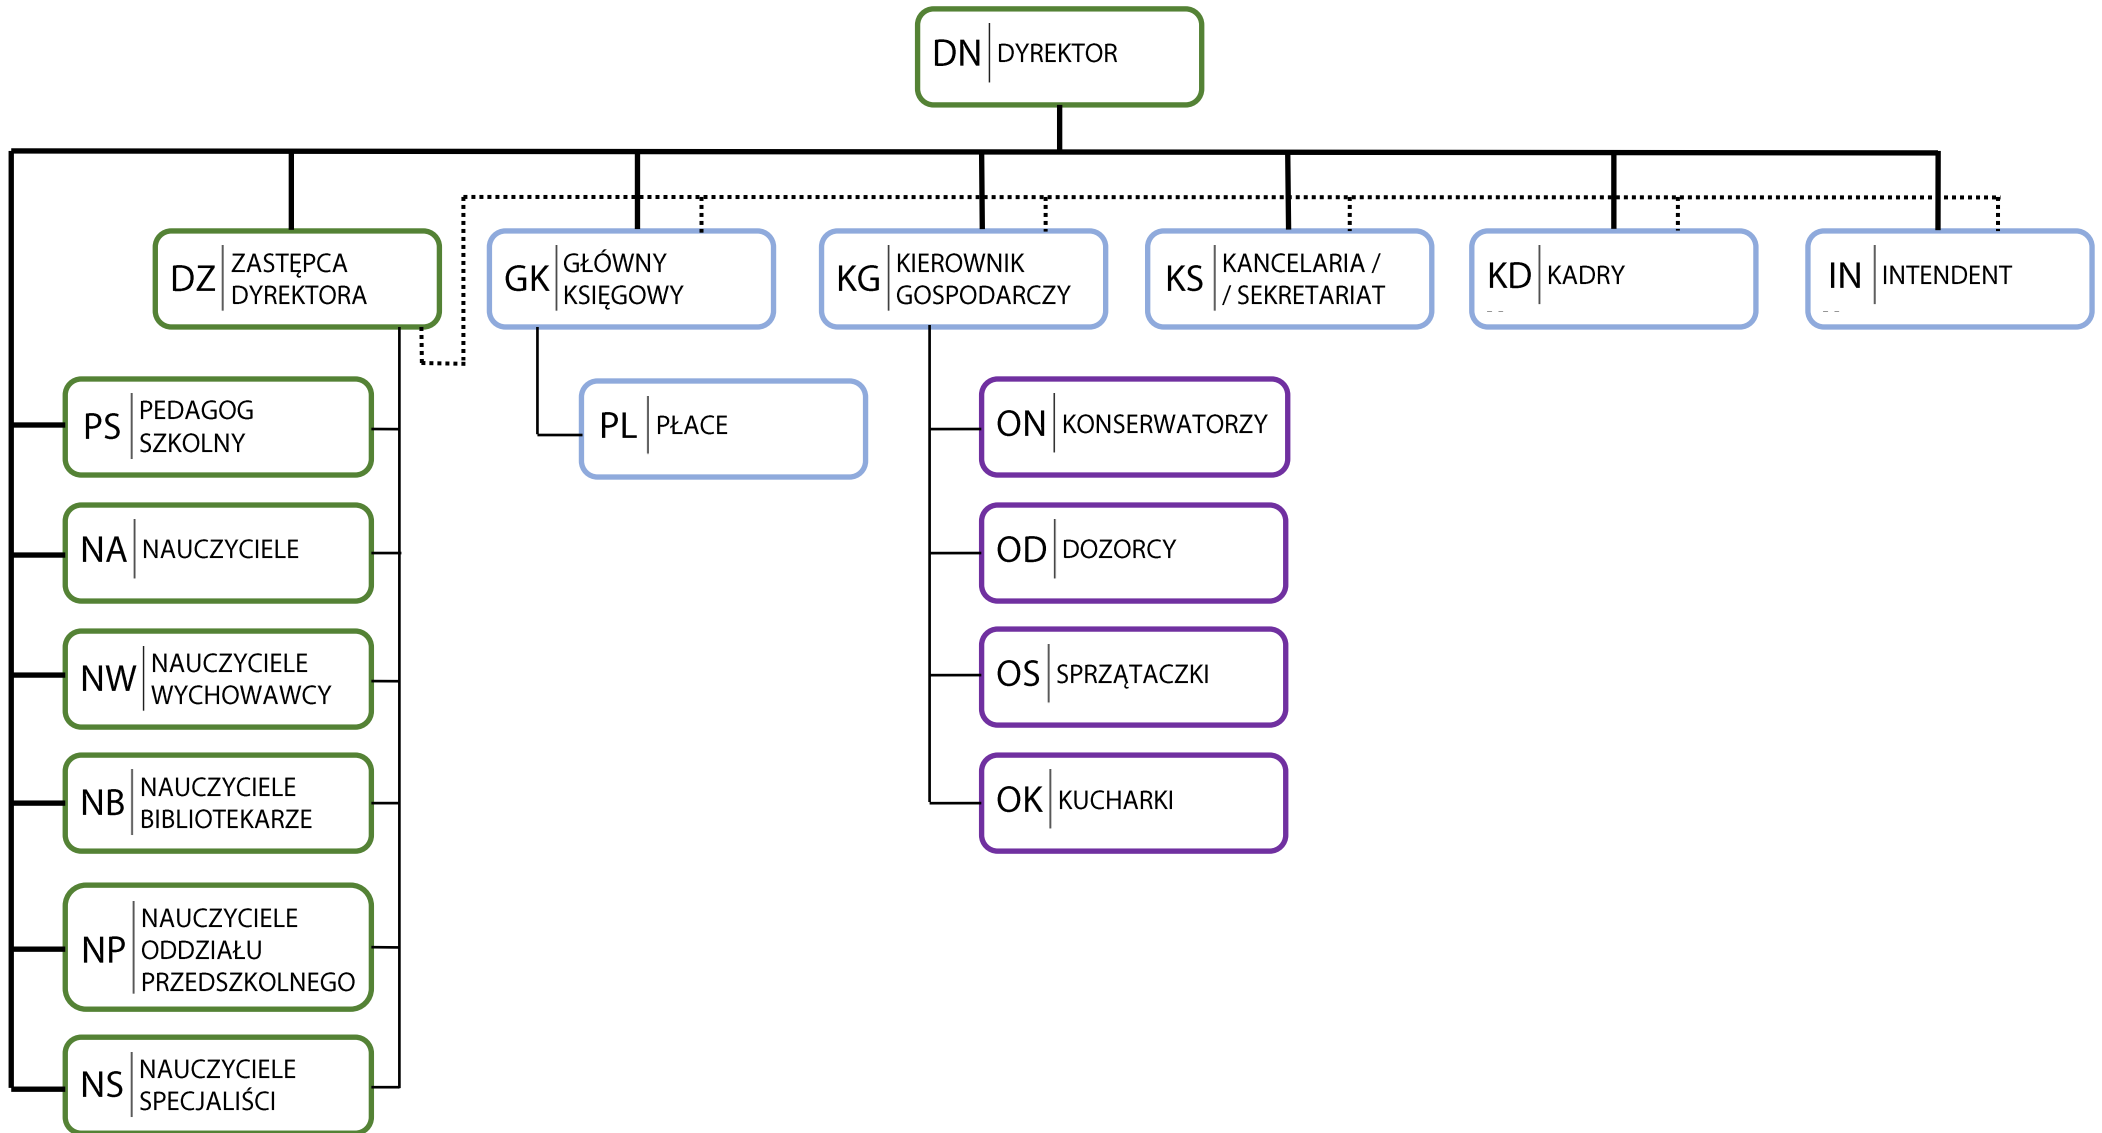 DN DYREKTOR
DZ ZASTĘPCA
DYREKTORA
GK GŁÓWNY
KSIĘGOWY
KG KIEROWNIK
GOSPODARCZY
KS KANCELARIA /
/ SEKRETARIAT
KD KADRY
IN INTENDENT
PS PEDAGOG
SZKOLNY
NA NAUCZYCIELE
NW NAUCZYCIELE
WYCHOWAWCY
NB NAUCZYCIELE
BIBLIOTEKARZE
NP NAUCZYCIELE
ODDZIAŁU
PRZEDSZKOLNEGO
NS NAUCZYCIELE
SPECJALIŚCI
PL PŁACE
ON KONSERWATORZY
OD DOZORCY
OS SPRZĄTACZKI
OK KUCHARKI